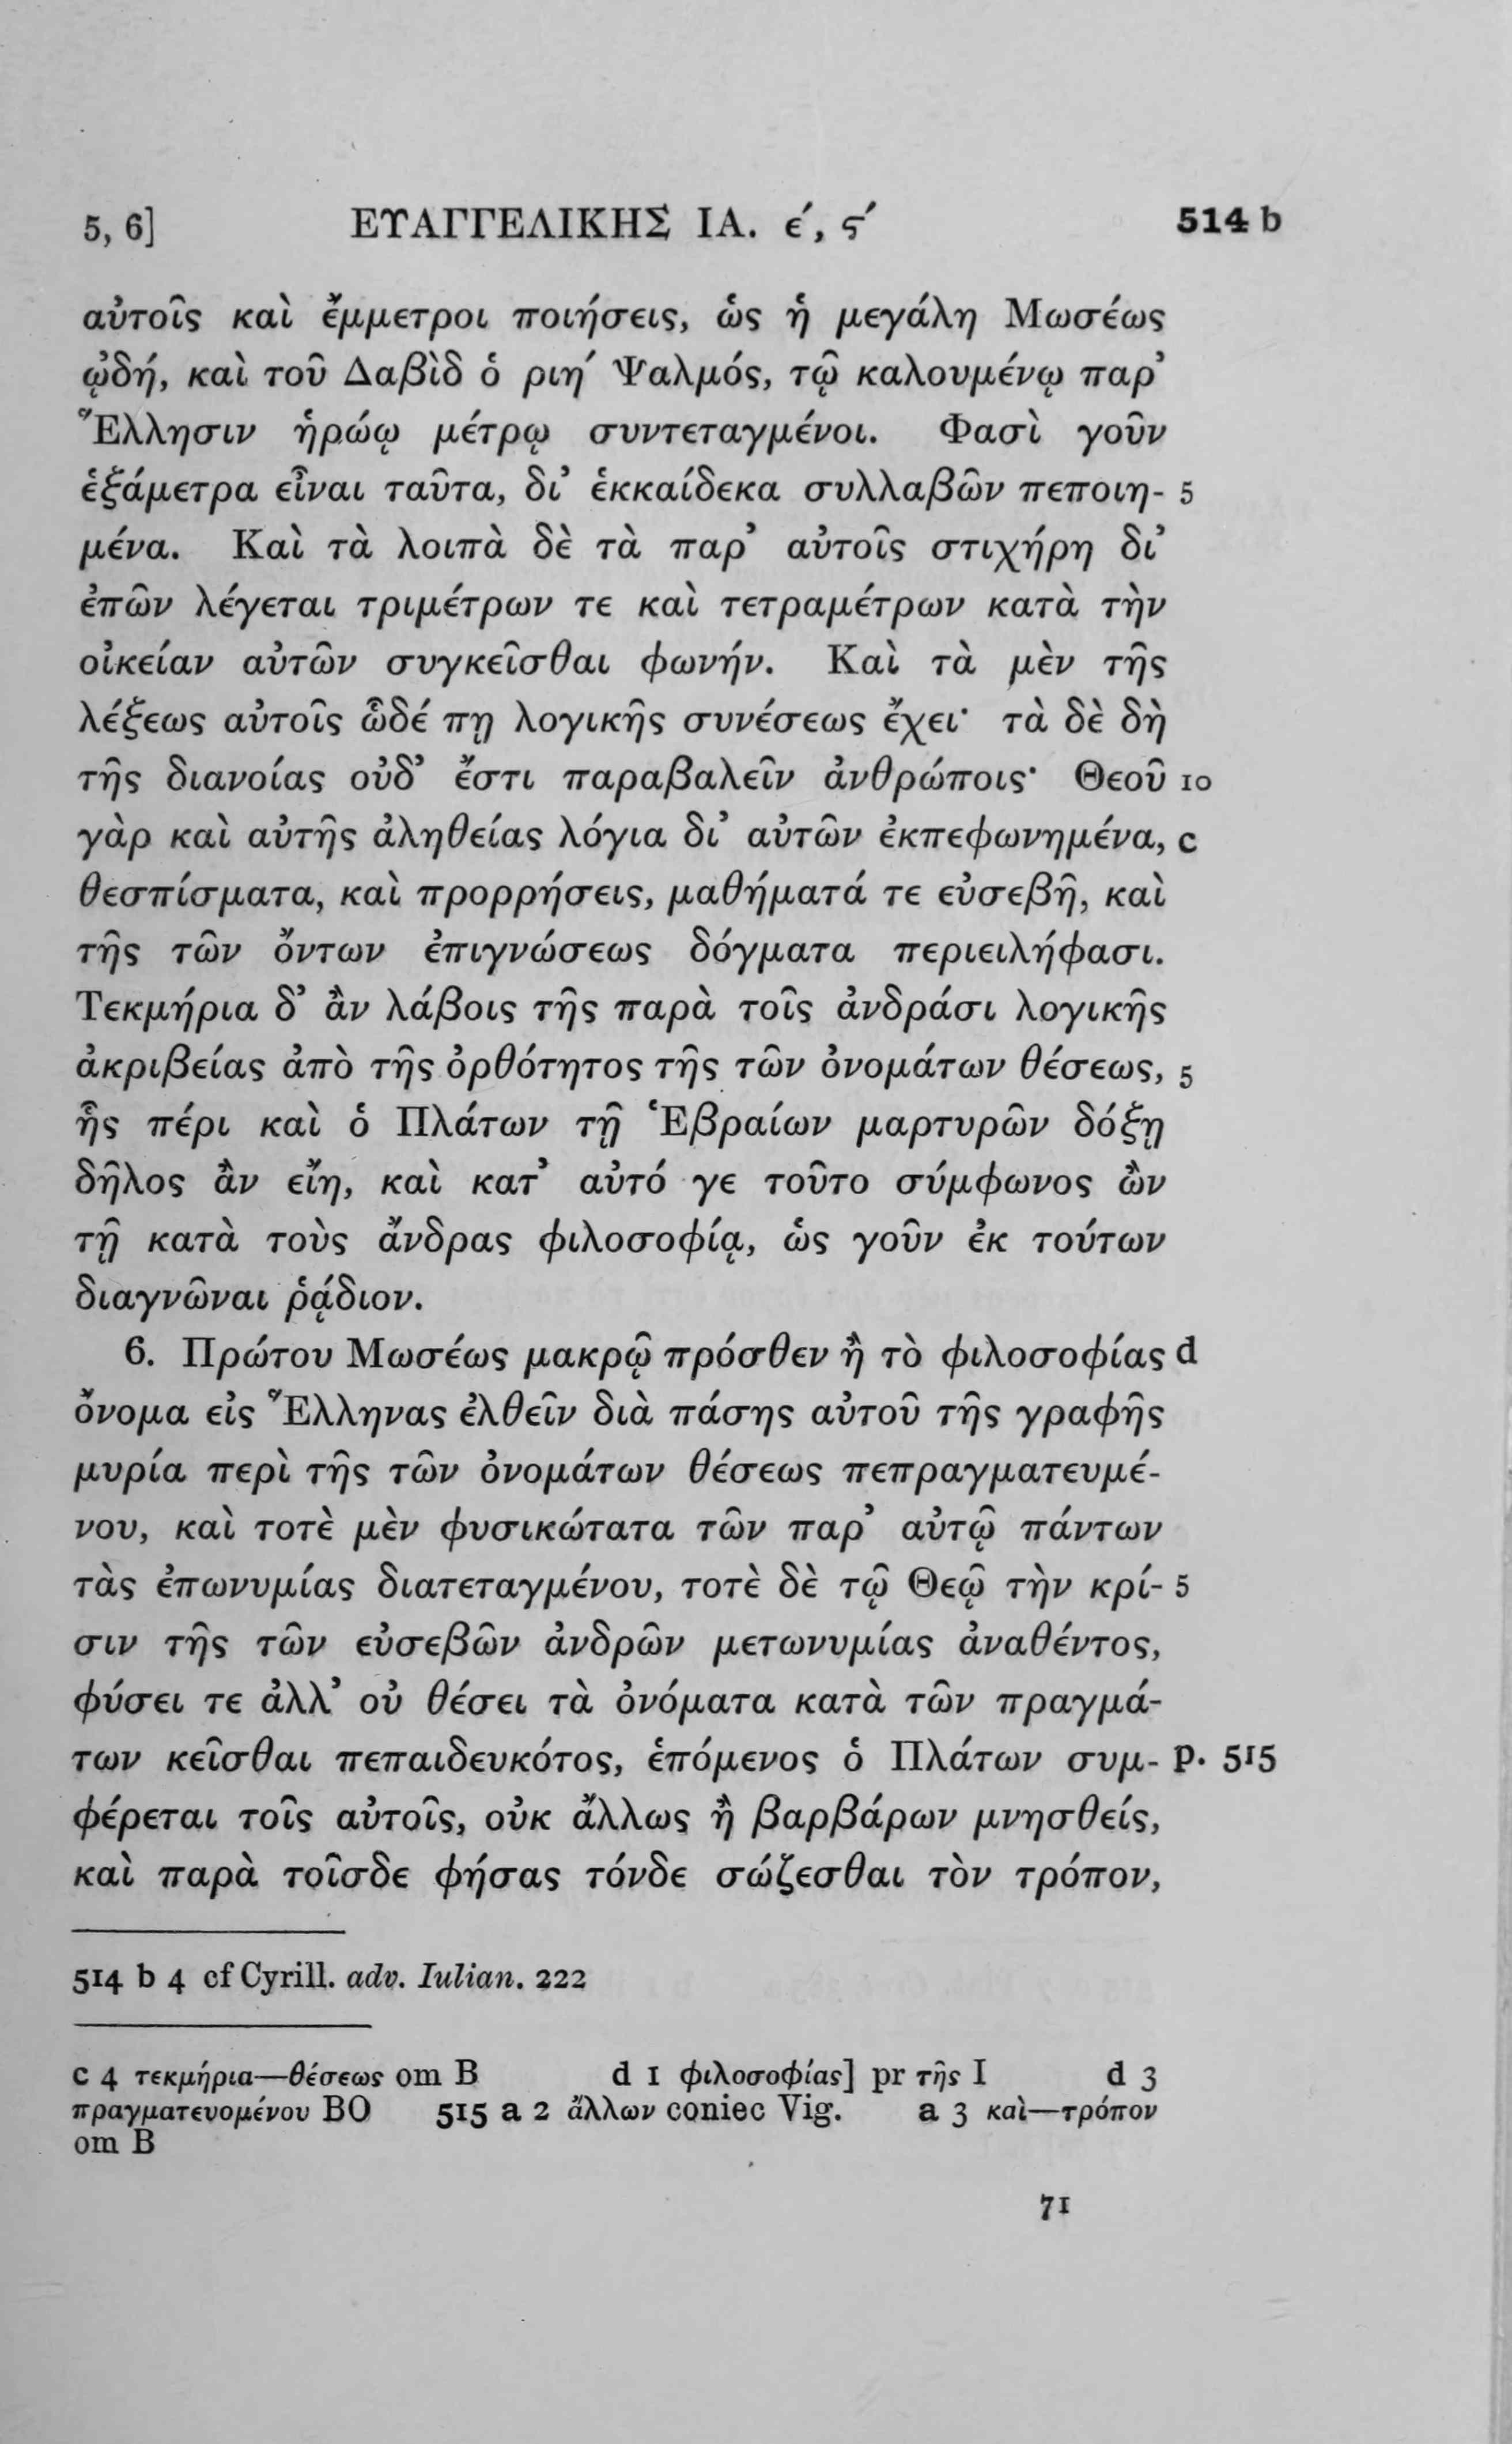 5, 6] ΕΥΑΓΓΕΛΙΚΗΣ ΙΑ. έ, ϛ́ 514 b
αὐτοῖς καὶ ἔμμετροι ποιήσεις, ὡς ἡ μεγάλη Μωσέως
ᾠδή, καὶ τοῦ Δαβὶδ ὁ ριη´ Ψαλμός, τῷ καλουμένῳ παρ’
Ἕλλησιν ἡρώῳ μέτρῳ συντεταγμένοι. Φασὶ γοῦν
ἑξάμετρα εἶναι ταῦτα, δι’ ἑκκαίδεκα συλλαβῶν πεποιη- 5
μένα. Καὶ τὰ λοιπὰ δὲ τὰ παρ’ αὐτοῖς στιχήρη δι’
ἐπῶν λέγεται τριμέτρων τε καὶ τετραμέτρων κατὰ τὴν
οἰκείαν αὐτῶν συγκεῖσθαι φωνήν. Καὶ τὰ μὲν τῆς
λέξεως αὐτοῖς ὧδέ πῃ λογικῆς συνέσεως ἔχει· τὰ δὲ δὴ
τῆς διανοίας οὐδ’ ἔστι παραβαλεῖν ἀνθρώποις· Θεοῦ 10
γὰρ καὶ αὐτῆς ἀληθείας λόγια δι’ αὐτῶν ἐκπεφωνημένα, c
θεσπίσματα, καὶ προρρήσεις, μαθήματά τε εὐσεβῆ, καὶ
τῆς τῶν ὄντων ἐπιγνώσεως δόγματα περιειλήφασι.
Τεκμήρια δ’ ἂν λάβοις τῆς παρὰ τοῖς ἀνδράσι λογικῆς
ἀκριβείας ἀπὸ τῆς ὀρθότητος τῆς τῶν ὀνομάτων θέσεως, 5
ἧς πέρι καὶ ὁ Πλάτων τῇ Ἑβραίων μαρτυρῶν δόξῃ
δῆλος ἂν εἴη, καὶ κατ’ αὐτό γε τοῦτο σύμφωνος ὢν
τῇ κατὰ τοὺς ἄνδρας φιλοσοφίᾳ, ὡς γοῦν ἐκ τούτων
διαγνῶναι ῥᾴδιον.
6. Πρώτου Μωσέως μακρῷ πρόσθεν ἢ τὸ φιλοσοφίας d
ὄνομα εἰς Ἕλληνας ἐλθεῖν διὰ πάσης αὐτοῦ τῆς γραφῆς
μυρία περὶ τῆς τῶν ὀνομάτων θέσεως πεπραγματευμέ-
νου, καὶ τοτὲ μὲν φυσικώτατα τῶν παρ’ αὐτῷ πάντων
τὰς ἐπωνυμίας διατεταγμένου, τοτὲ δὲ τῷ Θεῷ τὴν κρί- 5
σιν τῆς τῶν εὐσεβῶν ἀνδρῶν μετωνυμίας ἀναθέντος,
φύσει τε ἀλλ’ οὐ θέσει τὰ ὀνόματα κατὰ τῶν πραγμά-
των κεῖσθαι πεπαιδευκότος, ἑπόμενος ὁ Πλάτων συμ- p. 515
φέρεται τοῖς αὐτοῖς, οὐκ ἄλλως ἢ βαρβάρων μνησθείς,
καὶ παρὰ τοῖσδε φήσας τόνδε σώζεσθαι τὸν τρόπον,
514 b 4 cf Cyrill. adv. Iulian. 222
c 4 τεκμήρια—θέσεως om B d 1 φιλοσοφίας] pr τῆς I d 3
πραγματευομένου BO 515 a 2 ἄλλων coniec Vig. a 3 καὶ—τρόπον
om B
71